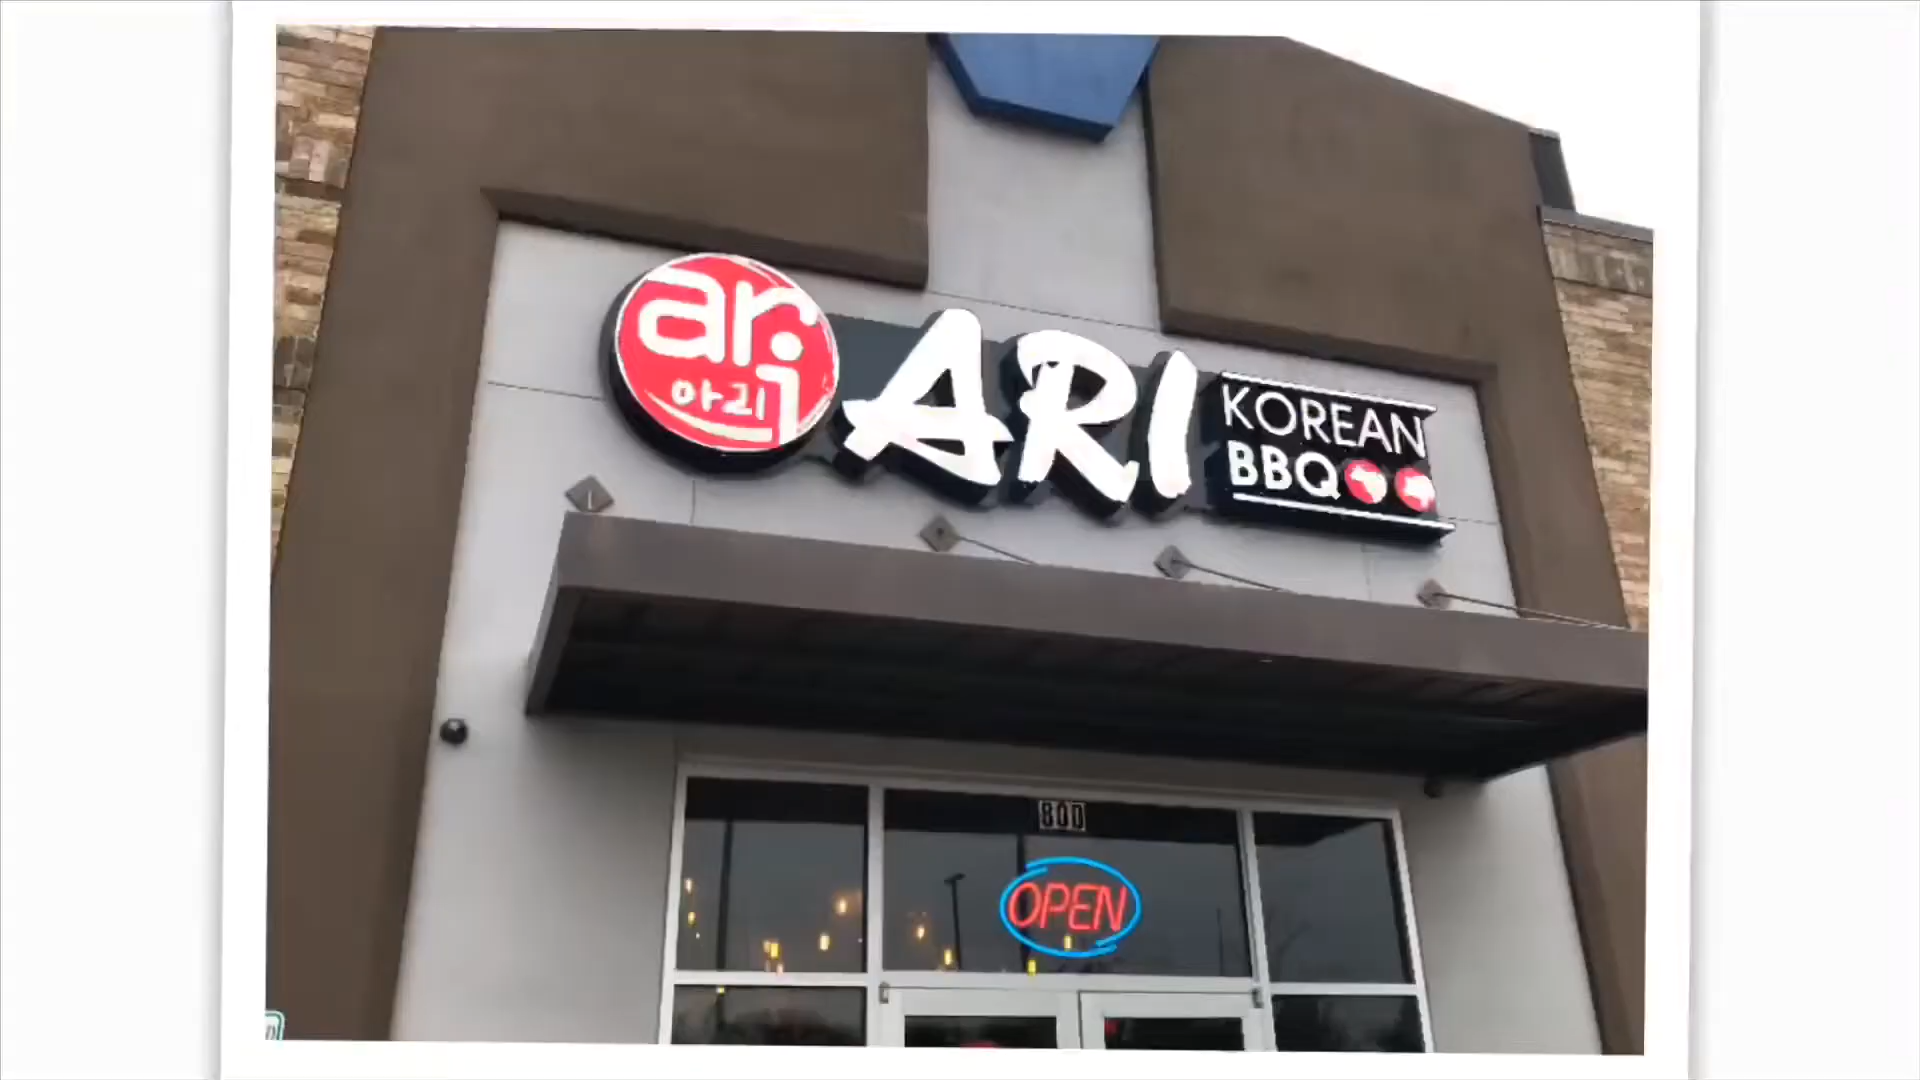 ari
아리
ARI
KOREAN
BBQ
800
OPEN